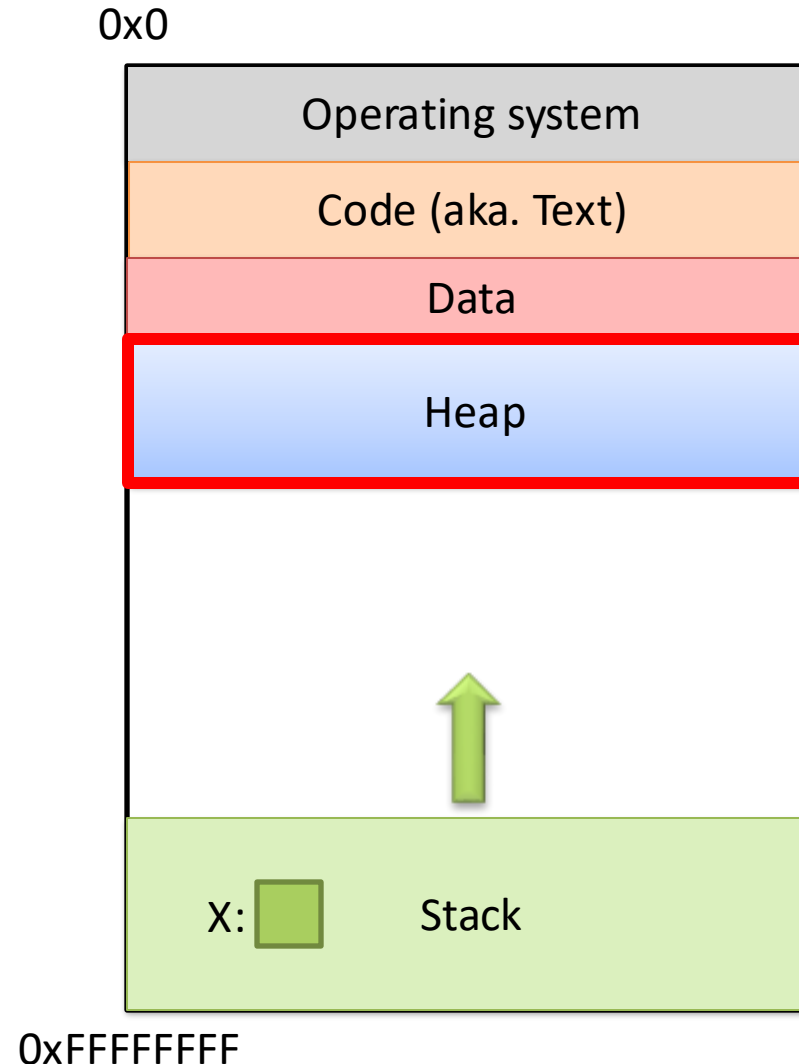 0x0
Operating system
Code (aka. Text)
Data
Heap
X:
Stack
0xFFFFFFFF